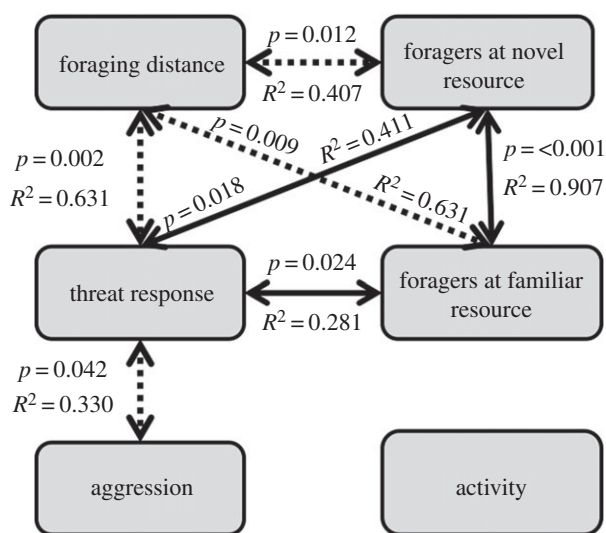 p = 0.012
foraging distance
foragers at novel
resource
R² = 0.407
p = 0.009
R² = 0.411
p = 0.002
R² = 0.631
p = <0.001
R² = 0.907
p = 0.018
R² = 0.631
p = 0.024
threat response
foragers at familiar
resource
R² = 0.281
p = 0.042
R² = 0.330
aggression
activity